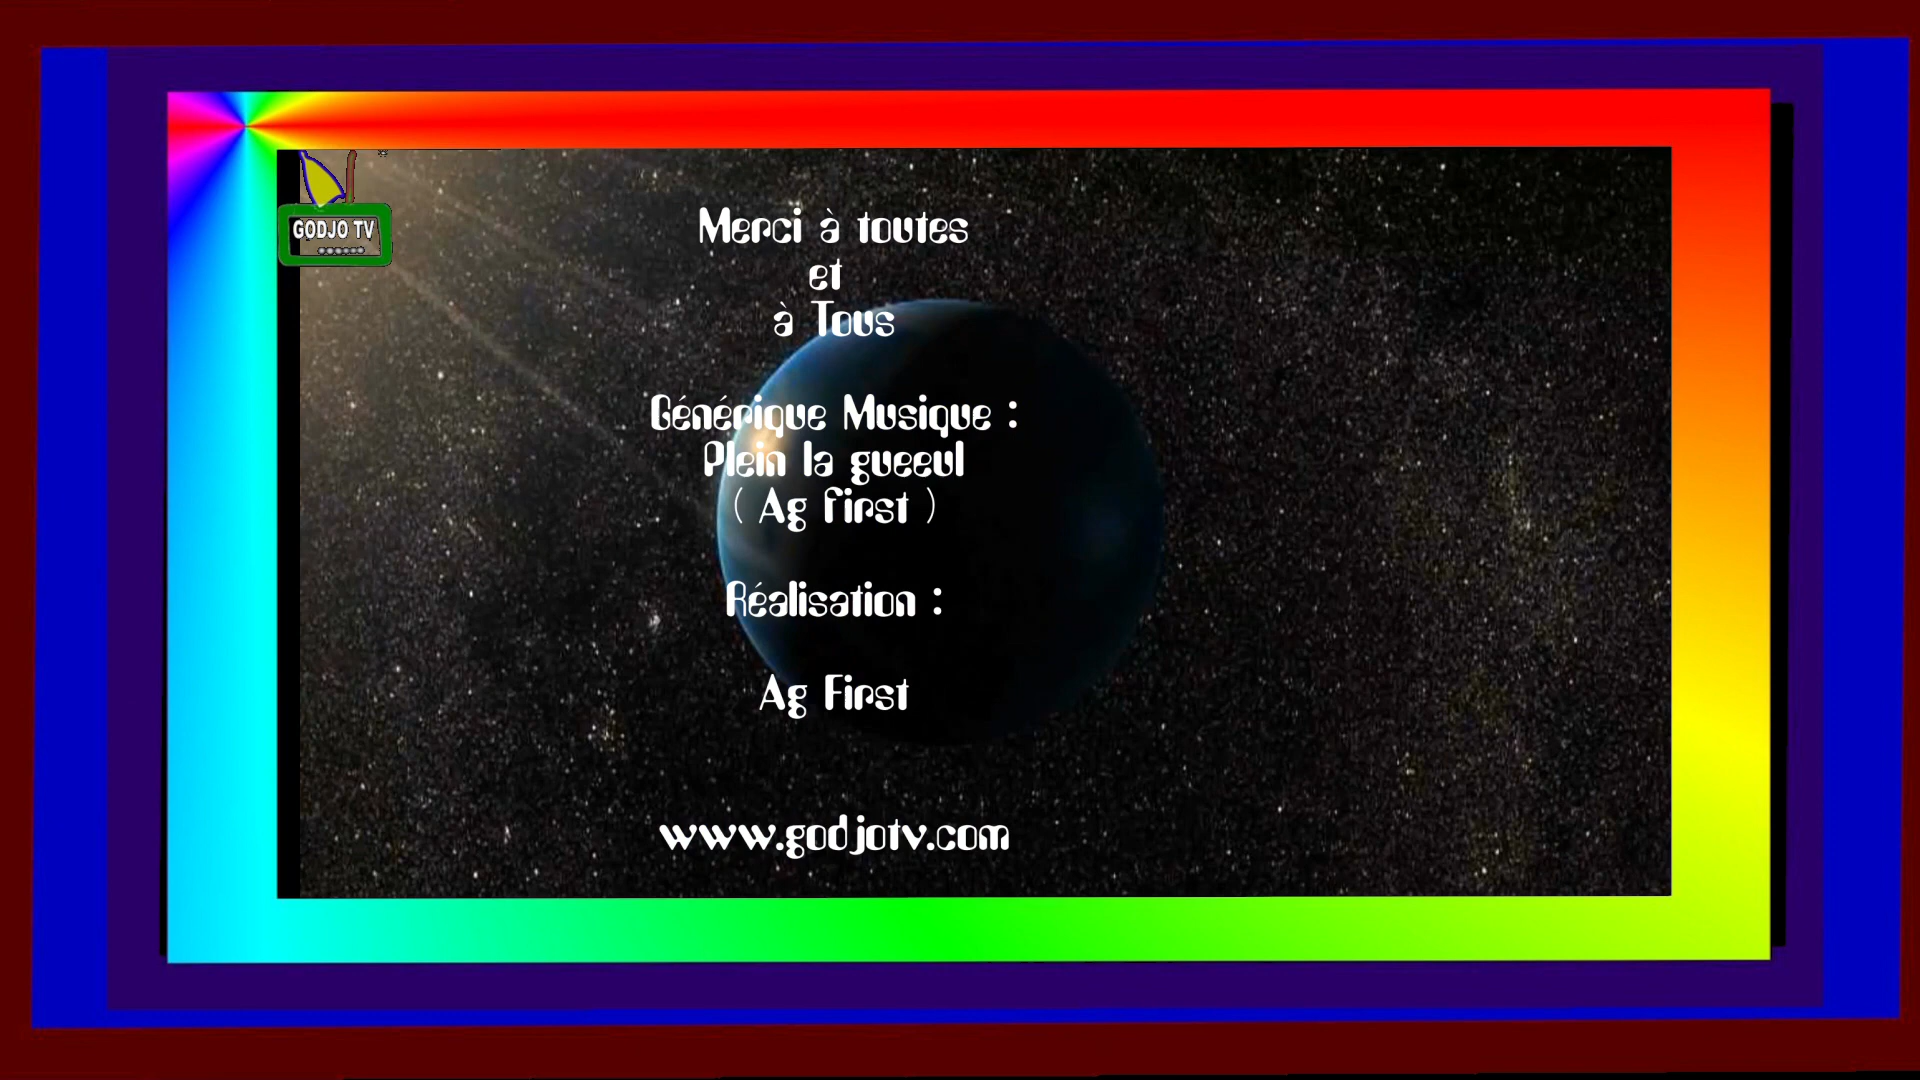 GODJO TV
Merci à toutes
et
à Tous
Générique Musique :
Plein la gueeul
( Ag first )
Réalisation :
Ag First
www.godjotv.com